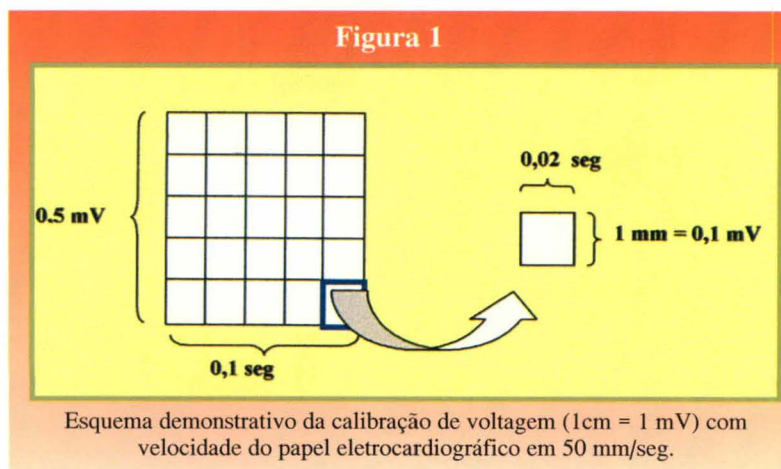 Figura 1
0,02 seg
0.5 mV
1 mm = 0,1 mV
0,1 seg
Esquema demonstrativo da calibração de voltagem (1cm = 1 mV) com
velocidade do papel eletrocardiográfico em 50 mm/seg.